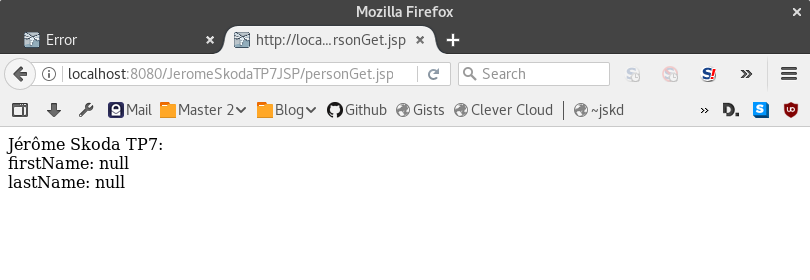 Mozilla Firefox
Error
http://loca...rsonGet.jsp
localhost:8080/JeromeSkodaTP7JSP/personGet.jsp
Search
Mail Master 2 Blog Github Gists Clever Cloud ~jskd
Jérôme Skoda TP7:
firstName: null
lastName: null